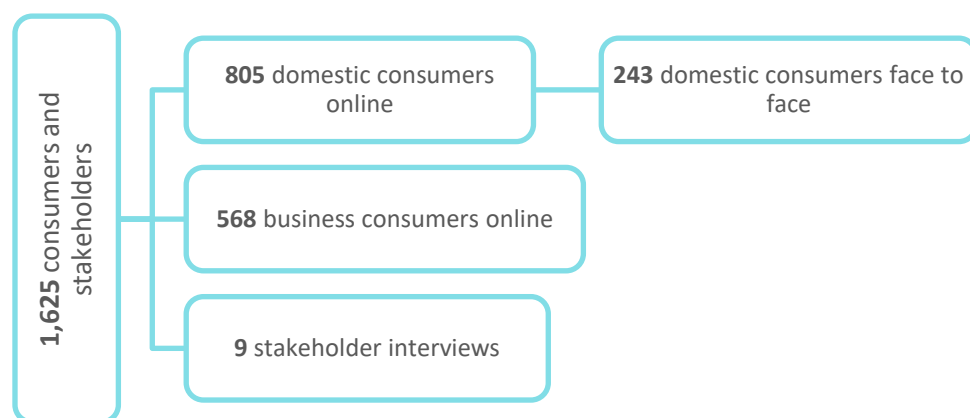 1,625 consumers and
stakeholders
805 domestic consumers
online
243 domestic consumers face to
face
568 business consumers online
9 stakeholder interviews